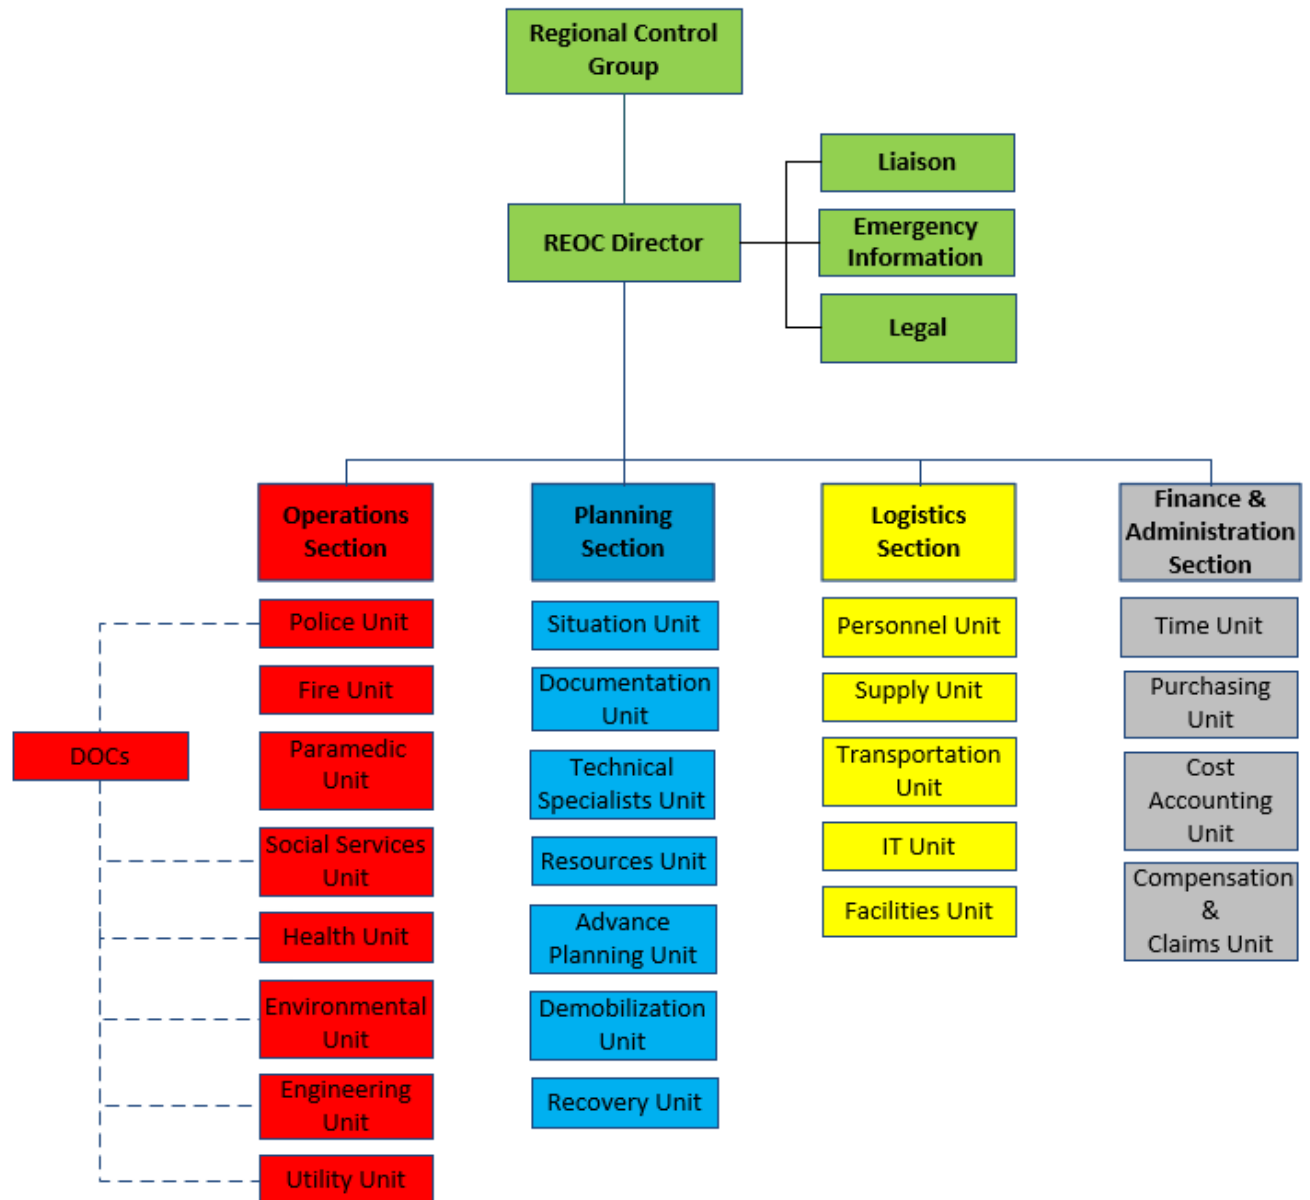 Regional Control
Group
Liaison
REOC Director
Emergency
Information
Legal
Operations
Section
Planning
Section
Logistics
Section
Finance &
Administration
Section
DOCs
Police Unit
Fire Unit
Paramedic
Unit
Social Services
Unit
Health Unit
Environmental
Unit
Engineering
Unit
Utility Unit
Situation Unit
Documentation
Unit
Technical
Specialists Unit
Resources Unit
Advance
Planning Unit
Demobilization
Unit
Recovery Unit
Personnel Unit
Supply Unit
Transportation
Unit
IT Unit
Facilities Unit
Time Unit
Purchasing
Unit
Cost
Accounting
Unit
Compensation
&
Claims Unit